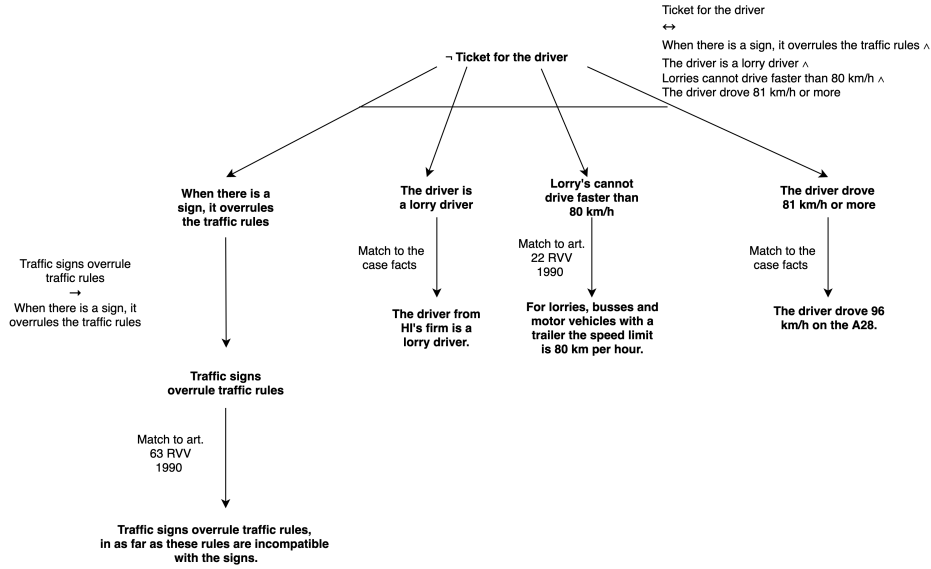 Ticket for the driver
↔
When there is a sign, it overrules the traffic rules ∧
The driver is a lorry driver ∧
Lorries cannot drive faster than 80 km/h ∧
The driver drove 81 km/h or more
¬ Ticket for the driver
When there is a
sign, it overrules
the traffic rules
The driver is
a lorry driver
Lorry's cannot
drive faster than
80 km/h
The driver drove
81 km/h or more
Traffic signs overrule
traffic rules
→
When there is a sign, it
overrules the traffic rules
Match to the
case facts
Match to art.
22 RVV
1990
Match to the
case facts
The driver from
HI's firm is a
lorry driver.
For lorries, busses and
motor vehicles with a
trailer the speed limit
is 80 km per hour.
The driver drove 96
km/h on the A28.
Traffic signs
overrule traffic rules
Match to art.
63 RVV
1990
Traffic signs overrule traffic rules,
in as far as these rules are incompatible
with the signs.